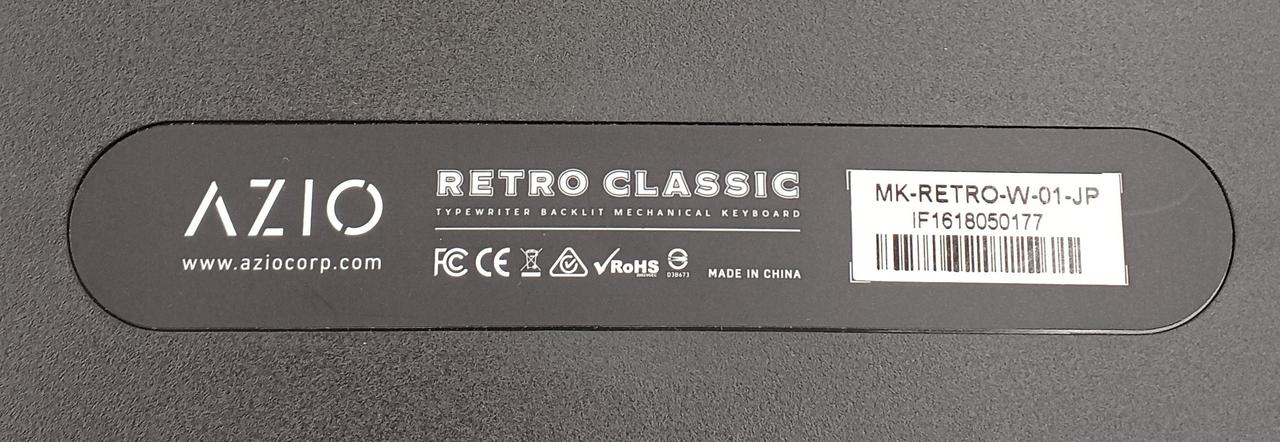 AZIO
www.aziocorp.com
RETRO CLASSIC
TYPEWRITER BACKLIT MECHANICAL KEYBOARD
FC CE RoHS D3B673 MADE IN CHINA
MK-RETRO-W-01-JP
IF1618050177